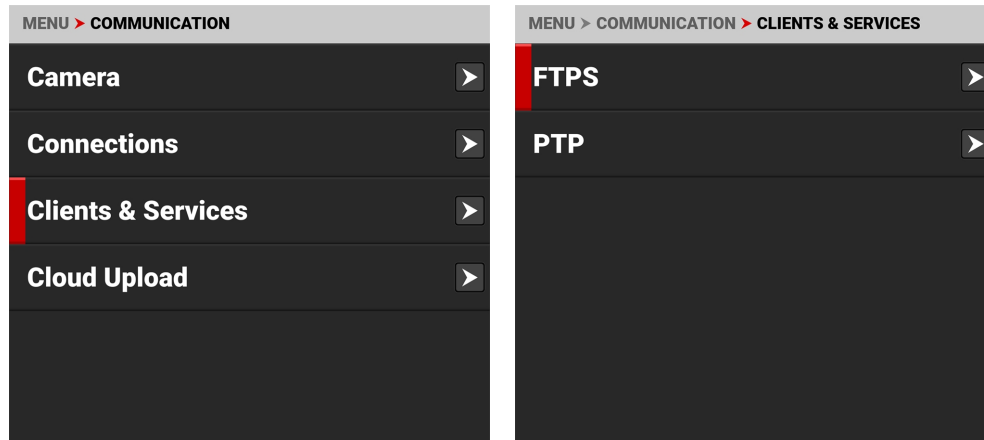 MENU ➤ COMMUNICATION
Camera
Connections
Clients & Services
Cloud Upload
MENU ➤ COMMUNICATION ➤ CLIENTS & SERVICES
FTPS
PTP